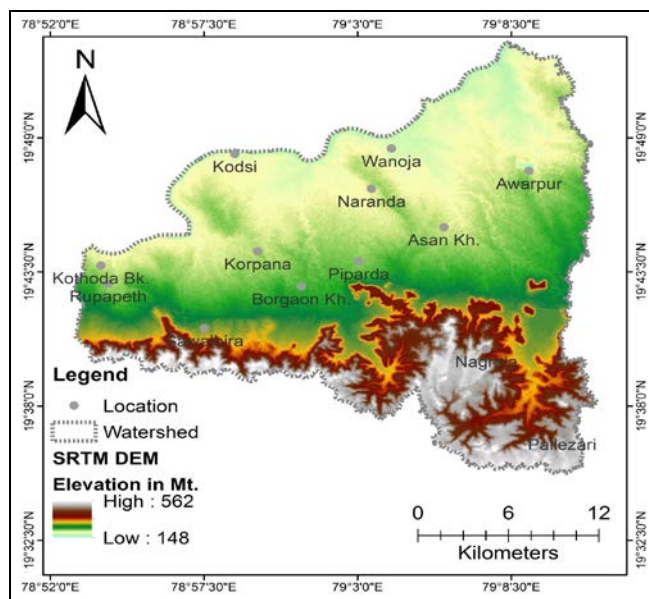 78°52'0"E 78°57'30"E 79°3'0"E 79°8'30"E
N
19°49'0"N 19°49'0"N
Kodsi
Wanoja
Awarpur
Naranda
Asan Kh.
19°43'30"N 19°43'30"N
Korpana
Piparda
Kothoda Bk.
Rupapeth
Borgaon Kh.
19°38'0"N 19°38'0"N
Legend
Location
Watershed
SRTM DEM
Elevation in Mt.
High : 562
Low : 148
Pallezari
0 3 6 12
Kilometers
19°32'30"N 19°32'30"N
78°52'0"E 78°57'30"E 79°3'0"E 79°8'30"E